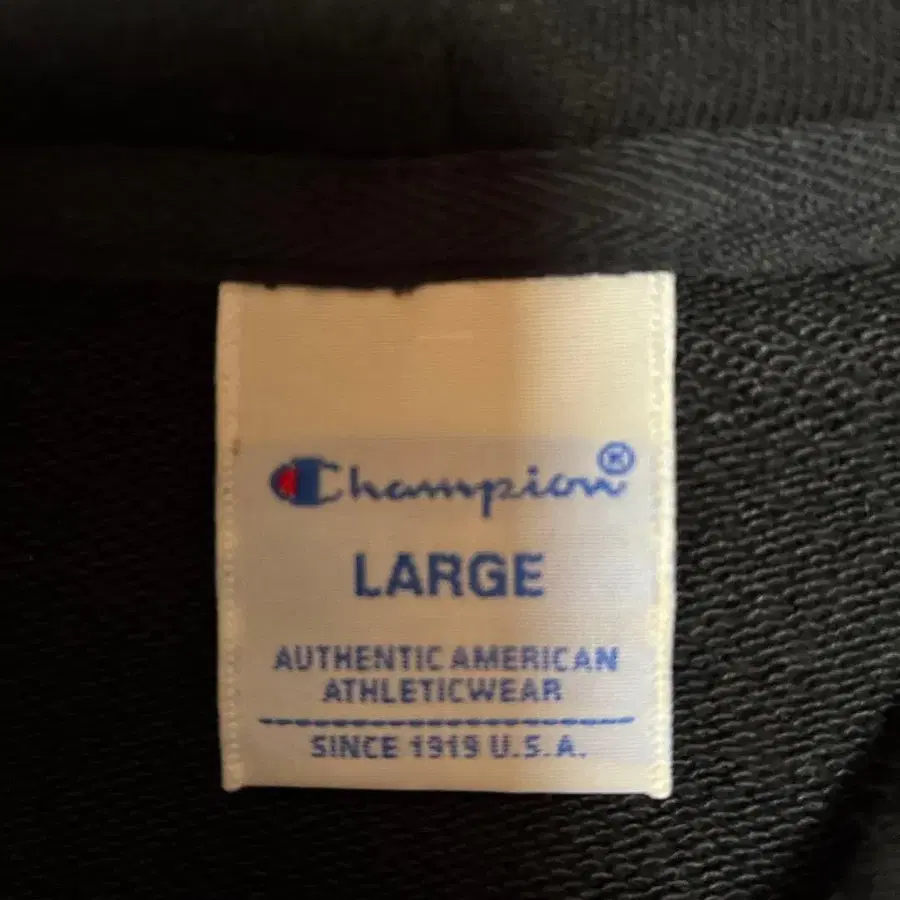 Champion®
LARGE
AUTHENTIC AMERICAN
ATHLETICWEAR
SINCE 1919 U.S.A.